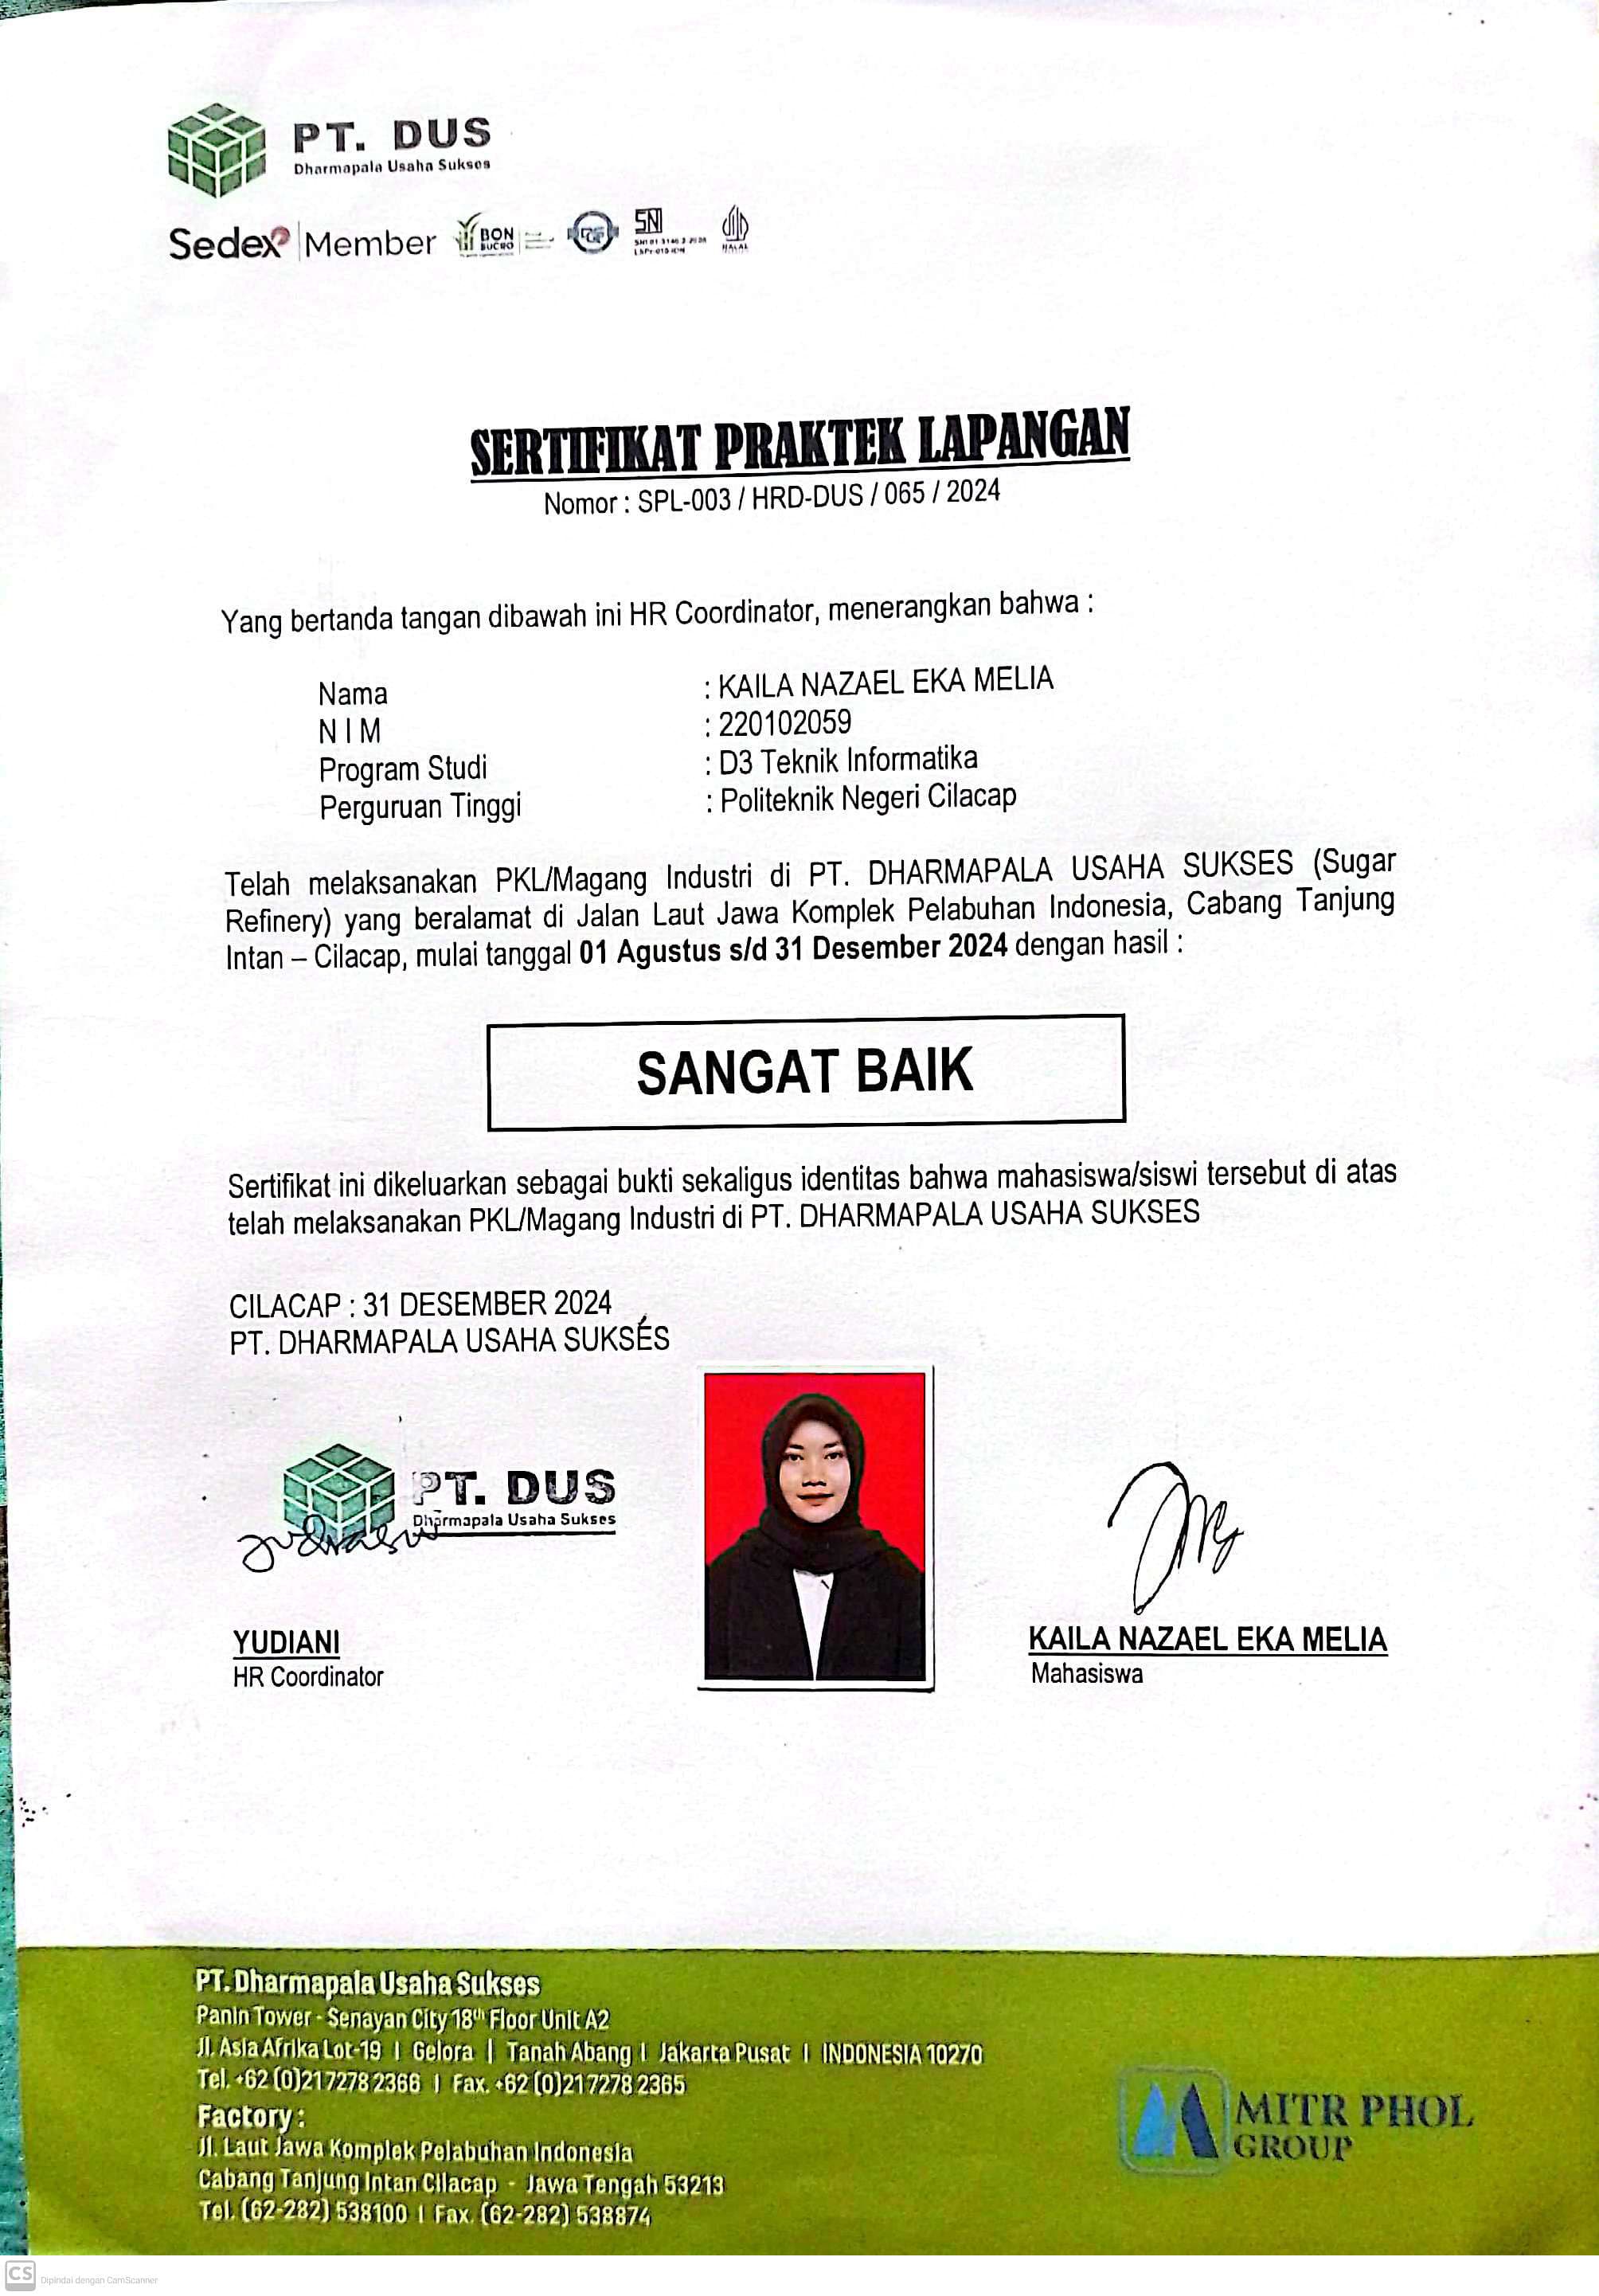 PT. DUS
Dharmapala Usaha Sukses
Sedex Member
BON
SUCRO
SNI
HALAL
SERTIFIKAT PRAKTEK LAPANGAN
Nomor : SPL-003 / HRD-DUS / 065 / 2024
Yang bertanda tangan dibawah ini HR Coordinator, menerangkan bahwa :
Nama : KAILA NAZAEL EKA MELIA
N I M : 220102059
Program Studi : D3 Teknik Informatika
Perguruan Tinggi : Politeknik Negeri Cilacap
Telah melaksanakan PKL/Magang Industri di PT. DHARMAPALA USAHA SUKSES (Sugar
Refinery) yang beralamat di Jalan Laut Jawa Komplek Pelabuhan Indonesia, Cabang Tanjung
Intan – Cilacap, mulai tanggal 01 Agustus s/d 31 Desember 2024 dengan hasil :
SANGAT BAIK
Sertifikat ini dikeluarkan sebagai bukti sekaligus identitas bahwa mahasiswa/siswi tersebut di atas
telah melaksanakan PKL/Magang Industri di PT. DHARMAPALA USAHA SUKSES
CILACAP : 31 DESEMBER 2024
PT. DHARMAPALA USAHA SUKSES
PT. DUS
Dharmapala Usaha Sukses
YUDIANI
HR Coordinator
KAILA NAZAEL EKA MELIA
Mahasiswa
PT. Dharmapala Usaha Sukses
Panin Tower - Senayan City 18th Floor Unit A2
Jl. Asia Afrika Lot-19 | Gelora | Tanah Abang | Jakarta Pusat | INDONESIA 10270
Tel. +62 (0)21 7278 2366 | Fax. +62 (0)21 7278 2365
Factory :
Jl. Laut Jawa Komplek Pelabuhan Indonesia
Cabang Tanjung Intan Cilacap - Jawa Tengah 53213
Tel. (62-282) 538100 | Fax. (62-282) 538874
MITR PHOL
GROUP
CS Dipindai dengan CamScanner